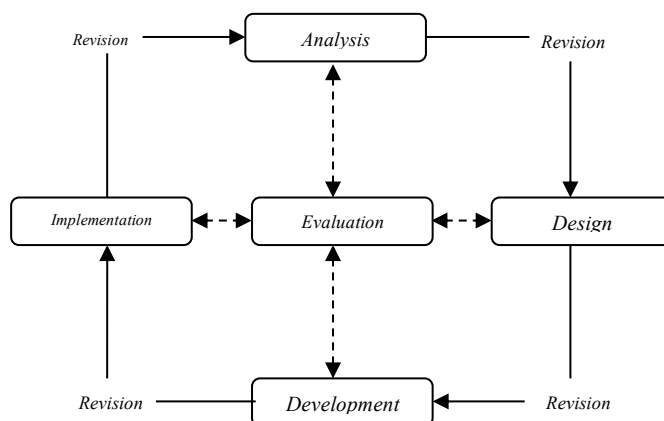 Revision
Analysis
Revision
Implementation
Evaluation
Design
Revision
Development
Revision